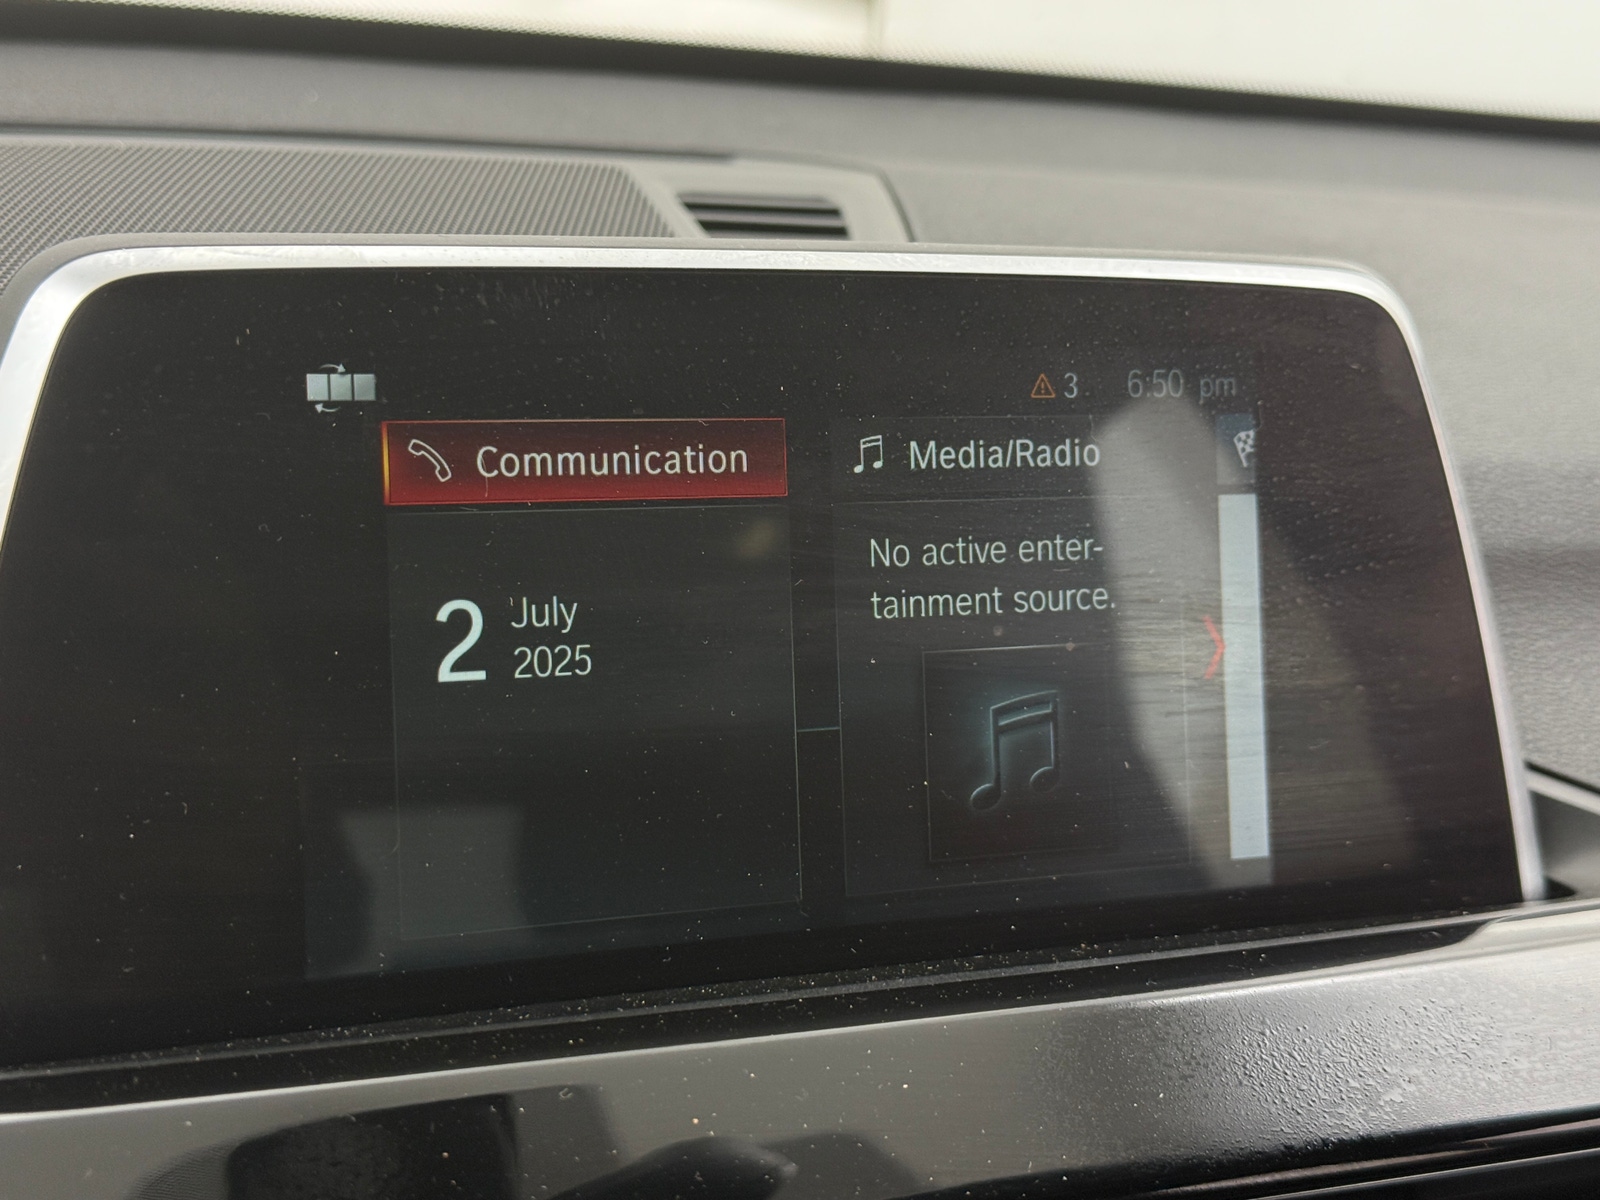 3 6:50 pm
Communication
Media/Radio
2 July
2025
No active enter-
tainment source.